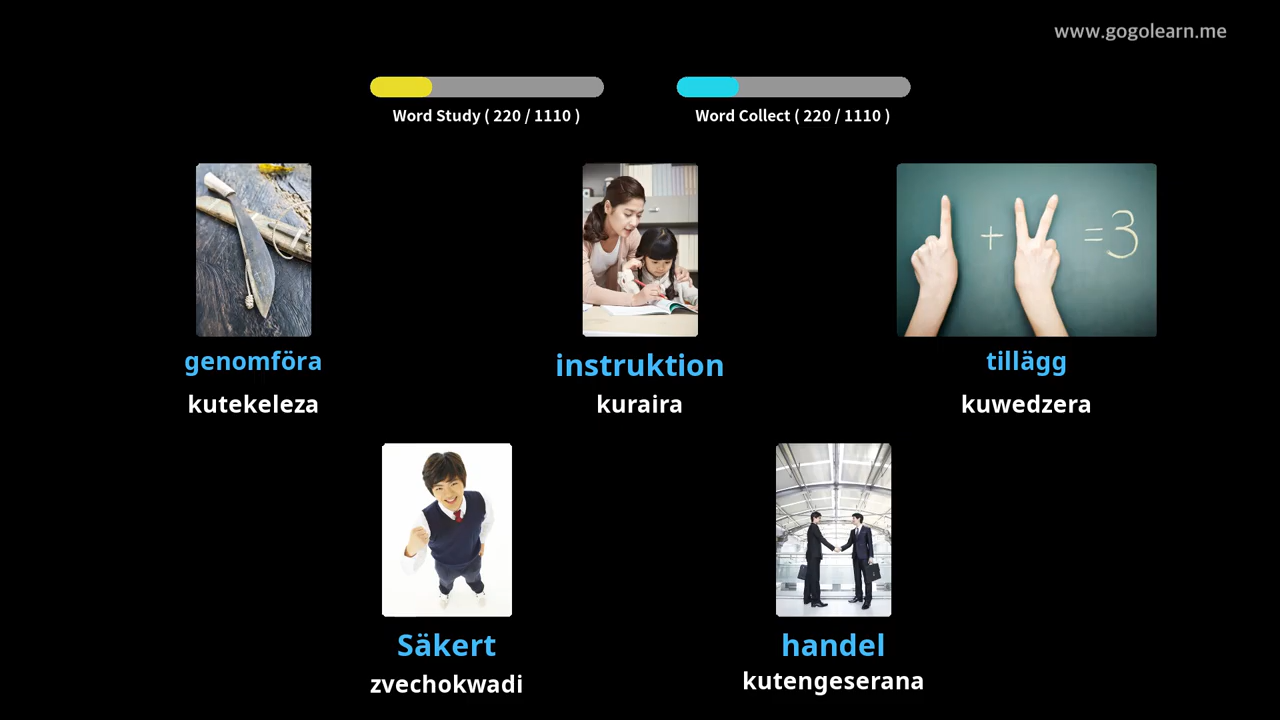 www.gogolearn.me
Word Study ( 220 / 1110 )
Word Collect ( 220 / 1110 )
genomföra
kutekeleza
instruktion
kuraira
+ =3
tillägg
kuwedzera
Säkert
zvechokwadi
handel
kutengeserana